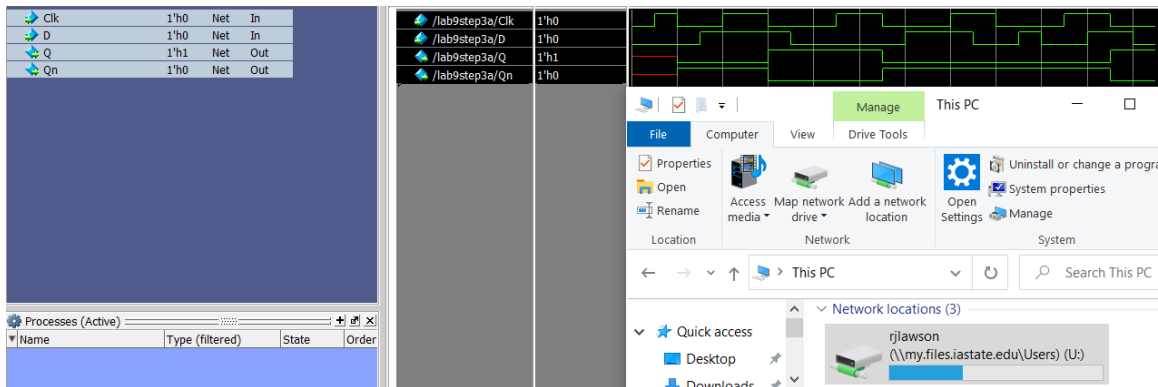 Clk 1'h0 Net In
D 1'h0 Net In
Q 1'h1 Net Out
Qn 1'h0 Net Out
Processes (Active)
Name Type (filtered) State Order
/lab9step3a/Clk 1'h0
/lab9step3a/D 1'h0
/lab9step3a/Q 1'h1
/lab9step3a/Qn 1'h0
Manage This PC
File Computer View Drive Tools
Properties
Open
Rename
Location
Access media
Map network drive
Add a network location
Network
Open Settings
Uninstall or change a progra
System properties
Manage
System
This PC
Search This PC
Quick access
Desktop
Downloads
Network locations (3)
rjlawson
(\\my.files.iastate.edu\Users) (U:)